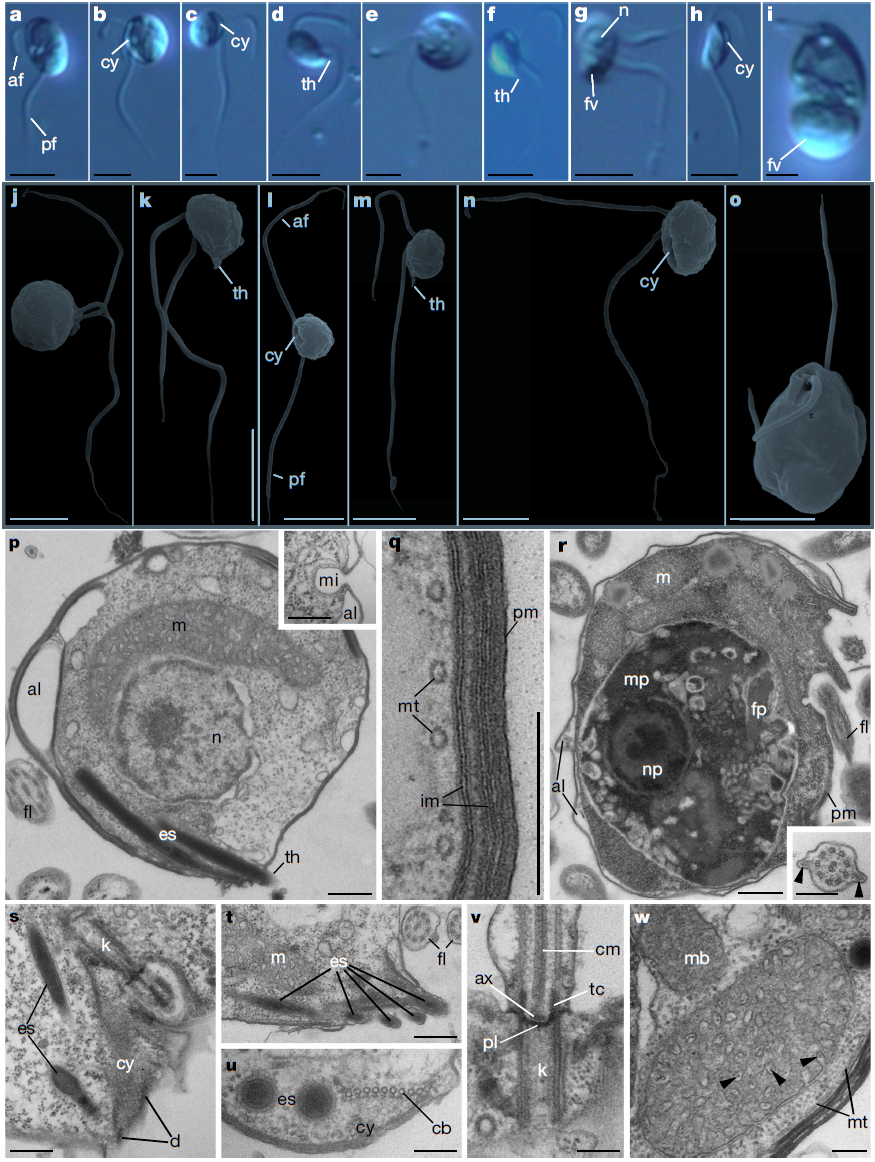 a
af
pf
b
cy
c
cy
d
th
e
f
th
g
n
fv
h
cy
i
fv
j
k
th
l
af
cy
pf
m
th
n
cy
o
p
m
al
n
es
fl
th
mi
al
q
pm
mt
im
r
m
mp
fp
np
al
fl
pm
s
k
es
cy
d
t
m
es
fl
u
es
cy
cb
v
cm
ax
tc
pl
k
w
mb
mt